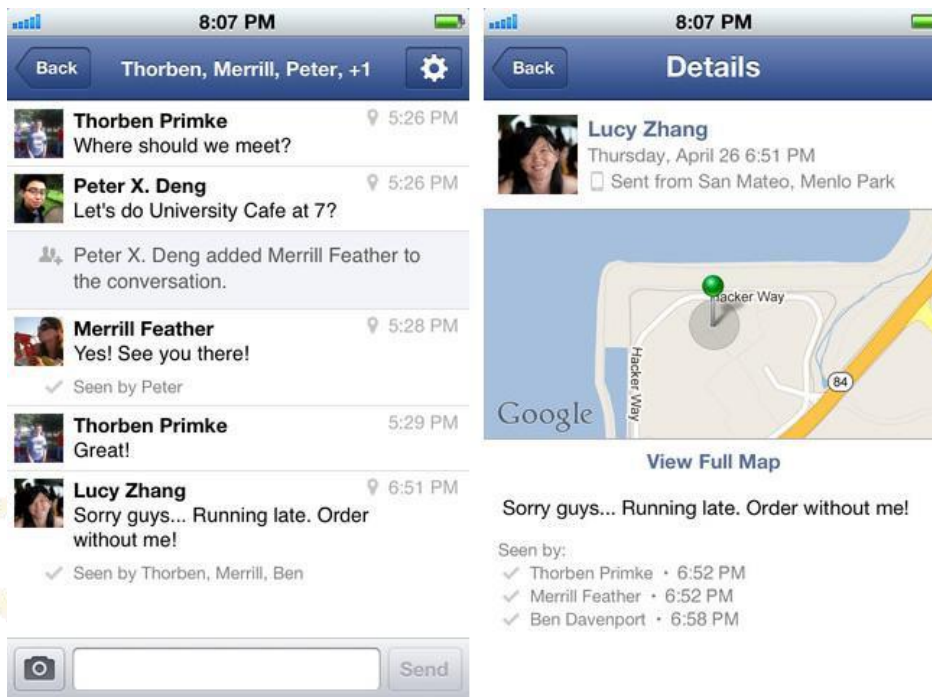 8:07 PM
Back
Thorben, Merrill, Peter, +1
Thorben Primke
5:26 PM
Where should we meet?
Peter X. Deng
5:26 PM
Let's do University Cafe at 7?
Peter X. Deng added Merrill Feather to
the conversation.
Merrill Feather
5:28 PM
Yes! See you there!
Seen by Peter
Thorben Primke
5:29 PM
Great!
Lucy Zhang
6:51 PM
Sorry guys... Running late. Order
without me!
Seen by Thorben, Merrill, Ben
Send
8:07 PM
Back
Details
Lucy Zhang
Thursday, April 26 6:51 PM
Sent from San Mateo, Menlo Park
Hacker Way
Hacker Way
84
Google
View Full Map
Sorry guys... Running late. Order without me!
Seen by:
Thorben Primke • 6:52 PM
Merrill Feather • 6:52 PM
Ben Davenport • 6:58 PM